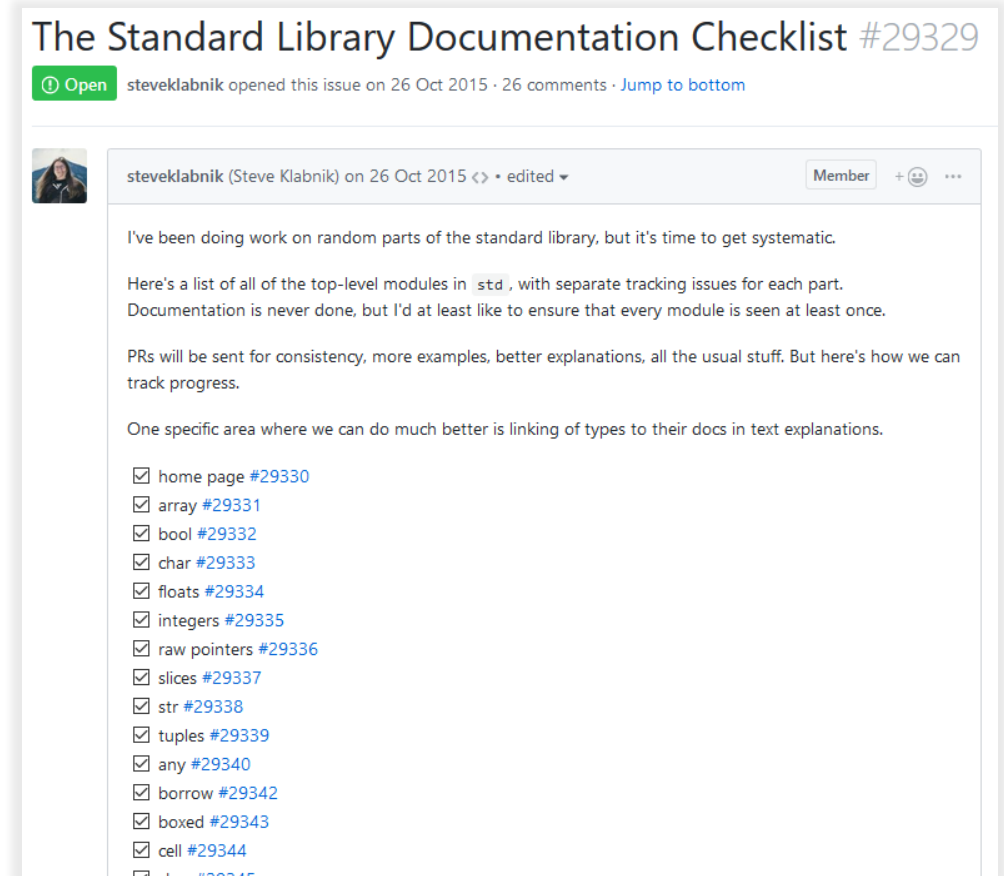 The Standard Library Documentation Checklist #29329
Open steveklabnik opened this issue on 26 Oct 2015 · 26 comments · Jump to bottom
steveklabnik (Steve Klabnik) on 26 Oct 2015 <> • edited Member
I've been doing work on random parts of the standard library, but it's time to get systematic.
Here's a list of all of the top-level modules in std, with separate tracking issues for each part.
Documentation is never done, but I'd at least like to ensure that every module is seen at least once.
PRs will be sent for consistency, more examples, better explanations, all the usual stuff. But here's how we can
track progress.
One specific area where we can do much better is linking of types to their docs in text explanations.
home page #29330
array #29331
bool #29332
char #29333
floats #29334
integers #29335
raw pointers #29336
slices #29337
str #29338
tuples #29339
any #29340
borrow #29342
boxed #29343
cell #29344